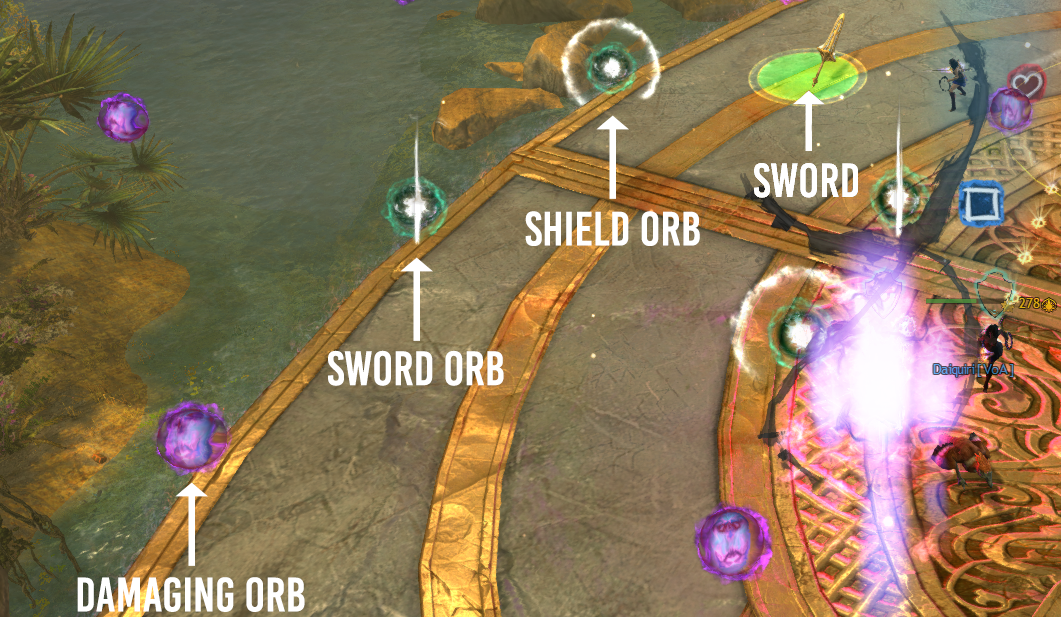 SWORD
SHIELD ORB
278
SWORD ORB
Daiquiri [VoA]
DAMAGING ORB